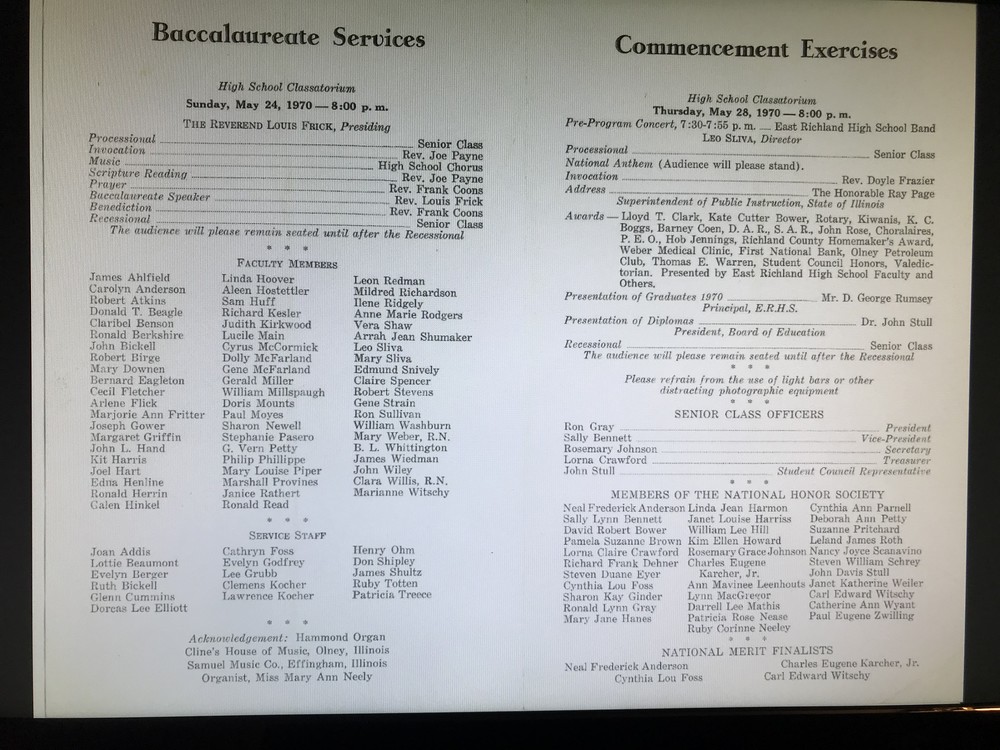 Baccalaureate Services
High School Classatorium
Sunday, May 24, 1970 — 8:00 p. m.
THE REVEREND LOUIS FRICK, Presiding
Processional Senior Class
Invocation Rev. Joe Payne
Music High School Chorus
Scripture Reading Rev. Joe Payne
Prayer Rev. Frank Coons
Baccalaureate Speaker Rev. Louis Frick
Benediction Rev. Frank Coons
Recessional Senior Class
The audience will please remain seated until after the Recessional
* * *
FACULTY MEMBERS
James Ahlfield
Carolyn Anderson
Robert Atkins
Donald T. Beagle
Claribel Benson
Ronald Berkshire
John Bickell
Robert Birge
Mary Downen
Bernard Eagleton
Cecil Fletcher
Arlene Flick
Marjorie Ann Fritter
Joseph Gower
Margaret Griffin
John L. Hand
Kit Harris
Joel Hart
Edna Henline
Ronald Herrin
Galen Hinkel
Linda Hoover
Aleen Hostettler
Sam Huff
Richard Kesler
Judith Kirkwood
Lucile Main
Cyrus McCormick
Dolly McFarland
Gene McFarland
Gerald Miller
William Millspaugh
Doris Mounts
Paul Moyes
Sharon Newell
Stephanie Pasero
G. Vern Petty
Philip Phillippe
Mary Louise Piper
Marshall Provines
Janice Rathert
Ronald Read
Leon Redman
Mildred Richardson
Ilene Ridgely
Anne Marie Rodgers
Vera Shaw
Arrah Jean Shumaker
Leo Sliva
Mary Sliva
Edmund Snively
Claire Spencer
Robert Stevens
Gene Strain
Ron Sullivan
William Washburn
Mary Weber, R.N.
B. L. Whittington
James Wiedman
John Wiley
Clara Willis, R.N.
Marianne Witschy
* * *
SERVICE STAFF
Joan Addis
Lottie Beaumont
Evelyn Berger
Ruth Bickell
Glenn Cummins
Dorcas Lee Elliott
Cathryn Foss
Evelyn Godfrey
Lee Grubb
Clemens Kocher
Lawrence Kocher
Henry Ohm
Don Shipley
James Shultz
Ruby Totten
Patricia Treece
* * *
Acknowledgement: Hammond Organ
Cline's House of Music, Olney, Illinois
Samuel Music Co., Effingham, Illinois
Organist, Miss Mary Ann Neely
Commencement Exercises
High School Classatorium
Thursday, May 28, 1970 — 8:00 p. m.
Pre-Program Concert, 7:30-7:55 p. m. East Richland High School Band
LEO SLIVA, Director
Processional Senior Class
National Anthem (Audience will please stand).
Invocation Rev. Doyle Frazier
Address The Honorable Ray Page
Superintendent of Public Instruction, State of Illinois
Awards — Lloyd T. Clark, Kate Cutter Bower, Rotary, Kiwanis, K. C.
Boggs, Barney Coen, D. A. R., S. A. R., John Rose, Choralaires,
P. E. O., Hob Jennings, Richland County Homemaker's Award,
Weber Medical Clinic, First National Bank, Olney Petroleum
Club, Thomas E. Warren, Student Council Honors, Valedic-
torian. Presented by East Richland High School Faculty and
Others.
Presentation of Graduates 1970 Mr. D. George Rumsey
Principal, E.R.H.S.
Presentation of Diplomas Dr. John Stull
President, Board of Education
Recessional Senior Class
The audience will please remain seated until after the Recessional
* * *
Please refrain from the use of light bars or other
distracting photographic equipment
* * *
SENIOR CLASS OFFICERS
Ron Gray President
Sally Bennett Vice-President
Rosemary Johnson Secretary
Lorna Crawford Treasurer
John Stull Student Council Representative
* * *
MEMBERS OF THE NATIONAL HONOR SOCIETY
Neal Frederick Anderson
Sally Lynn Bennett
David Robert Bower
Pamela Suzanne Brown
Lorna Claire Crawford
Richard Frank Dehner
Steven Duane Eyer
Cynthia Lou Foss
Sharon Kay Ginder
Ronald Lynn Gray
Mary Jane Hanes
Linda Jean Harmon
Janet Louise Harriss
William Lee Hill
Kim Ellen Howard
Rosemary Grace Johnson
Charles Eugene
Karcher, Jr.
Ann Mavinee Leenhouts
Lynn MacGregor
Darrell Lee Mathis
Patricia Rose Nease
Ruby Corinne Neeley
Cynthia Ann Parnell
Deborah Ann Petty
Suzanne Pritchard
Leland James Roth
Nancy Joyce Scanavino
Steven William Schrey
John Davis Stull
Janet Katherine Weiler
Carl Edward Witschy
Catherine Ann Wyant
Paul Eugene Zwilling
* * *
NATIONAL MERIT FINALISTS
Neal Frederick Anderson
Cynthia Lou Foss
Charles Eugene Karcher, Jr.
Carl Edward Witschy